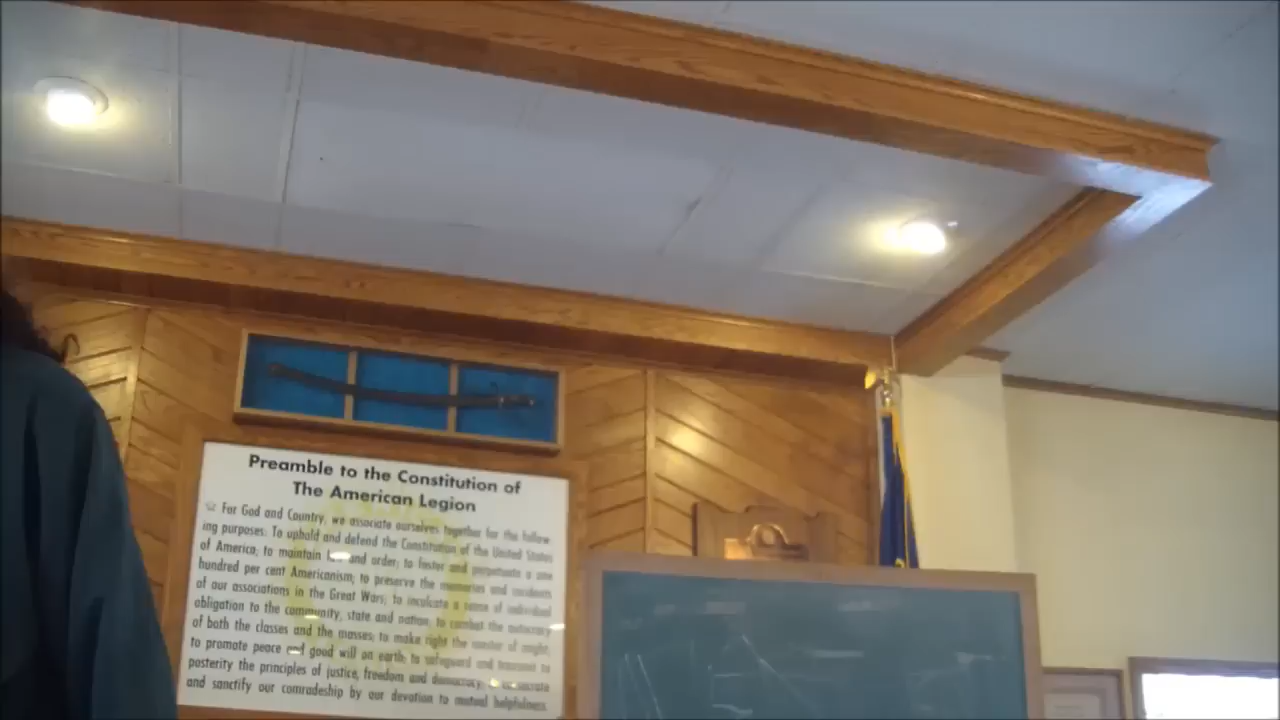 Preamble to the Constitution of
The American Legion
For God and Country, we associate ourselves together for the follow
ing purposes: To uphold and defend the Constitution of the United States
of America; to maintain law and order; to foster and perpetuate a one
hundred per cent Americanism; to preserve the memories and incidents
of our associations in the Great Wars; to inculcate a sense of individual
obligation to the community, state and nation; to combat the autocracy
of both the classes and the masses; to make right the master of might;
to promote peace and good will on earth; to safeguard and transmit to
posterity the principles of justice, freedom and democracy; to consecrate
and sanctify our comradeship by our devotion to mutual helpfulness.